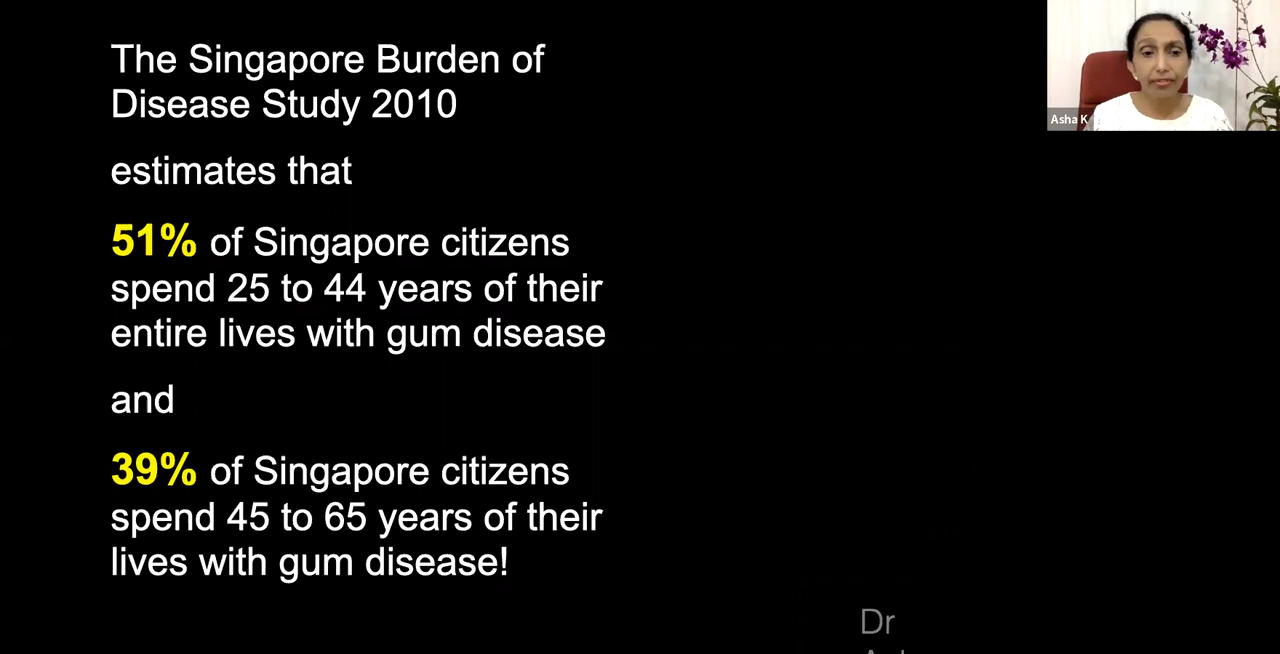 The Singapore Burden of
Disease Study 2010
estimates that
51% of Singapore citizens
spend 25 to 44 years of their
entire lives with gum disease
and
39% of Singapore citizens
spend 45 to 65 years of their
lives with gum disease!
Asha K
Dr